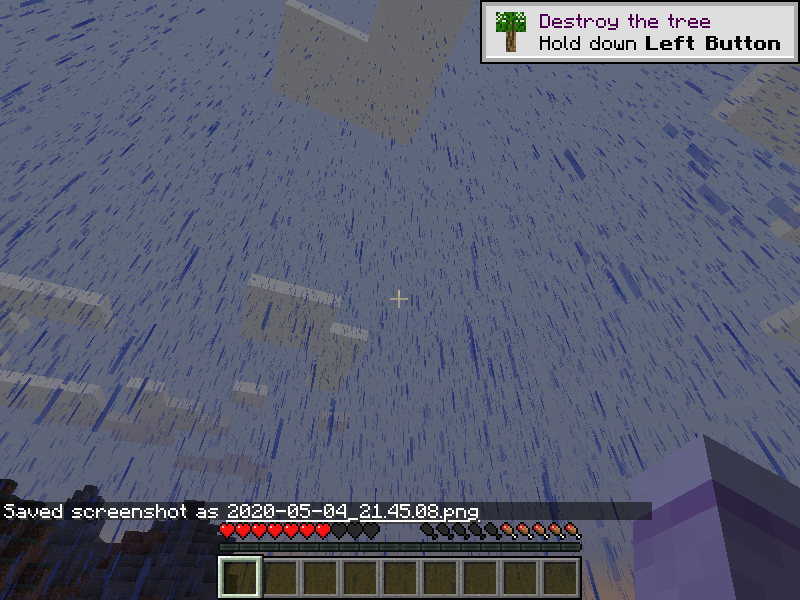 Destroy the tree
Hold down Left Button
Saved screenshot as 2020-05-04_21.45.08.png